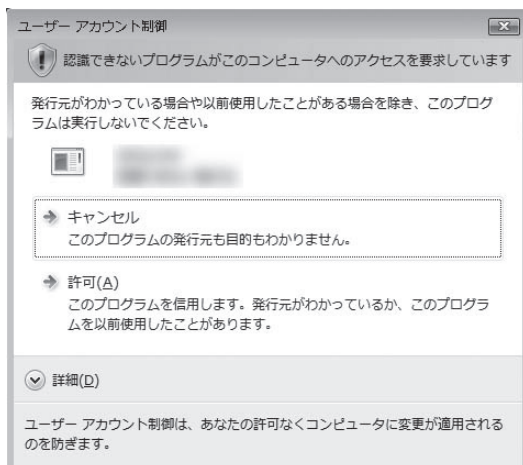 ユーザー アカウント制御
認識できないプログラムがこのコンピュータへのアクセスを要求しています
発行元がわかっている場合や以前使用したことがある場合を除き、このプログ
ラムは実行しないでください。
キャンセル
このプログラムの発行元も目的もわかりません。
許可(A)
このプログラムを信用します。発行元がわかっているか、このプログラ
ムを以前使用したことがあります。
詳細(D)
ユーザー アカウント制御は、あなたの許可なくコンピュータに変更が適用される
のを防ぎます。